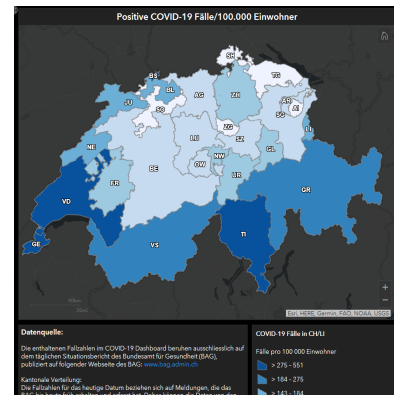 Positive COVID-19 Fälle/100.000 Einwohner
SH
BS
TG
BL
AG
ZH
JU
SO
AR
AI
SG
LU
ZG
LI
NE
SZ
NW
GL
BE
OW
FR
UR
GR
VD
TI
GE
VS
Esri, HERE, Garmin, FAO, NOAA, USGS
Datenquelle:
Die enthaltenen Fallzahlen im COVID-19 Dashboard beruhen ausschliesslich auf
dem täglichen Situationsbericht des Bundesamt für Gesundheit (BAG),
publiziert auf folgender Webseite des BAG: www.bag.admin.ch
Kantonale Verteilung:
Die Fallzahlen für das heutige Datum beziehen sich auf Meldungen, die das
COVID-19 Fälle in CH/LI
Fälle pro 100 000 Einwohner
> 275 - 551
> 184 - 275
> 143 - 184